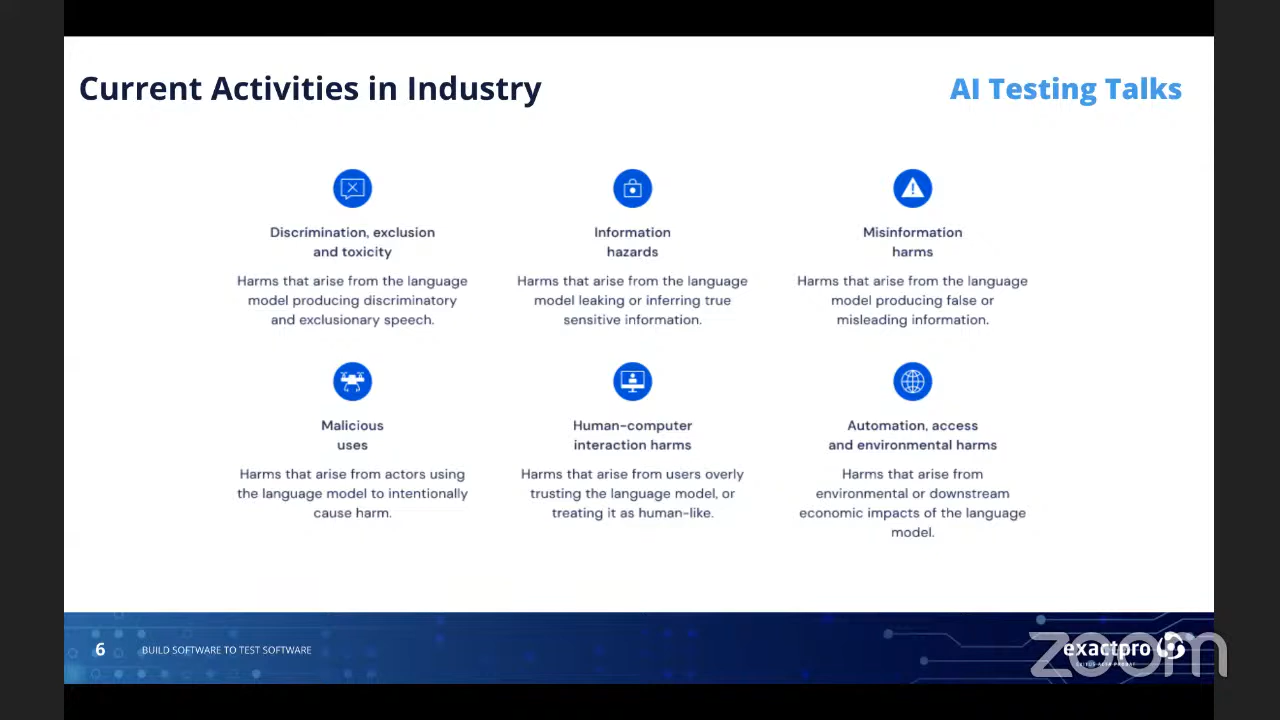 Current Activities in Industry
AI Testing Talks
Discrimination, exclusion
and toxicity
Harms that arise from the language
model producing discriminatory
and exclusionary speech.
Information
hazards
Harms that arise from the language
model leaking or inferring true
sensitive information.
Misinformation
harms
Harms that arise from the language
model producing false or
misleading information.
Malicious
uses
Harms that arise from actors using
the language model to intentionally
cause harm.
Human-computer
interaction harms
Harms that arise from users overly
trusting the language model, or
treating it as human-like.
Automation, access
and environmental harms
Harms that arise from
environmental or downstream
economic impacts of the language
model.
6
BUILD SOFTWARE TO TEST SOFTWARE
exactpro
zoom